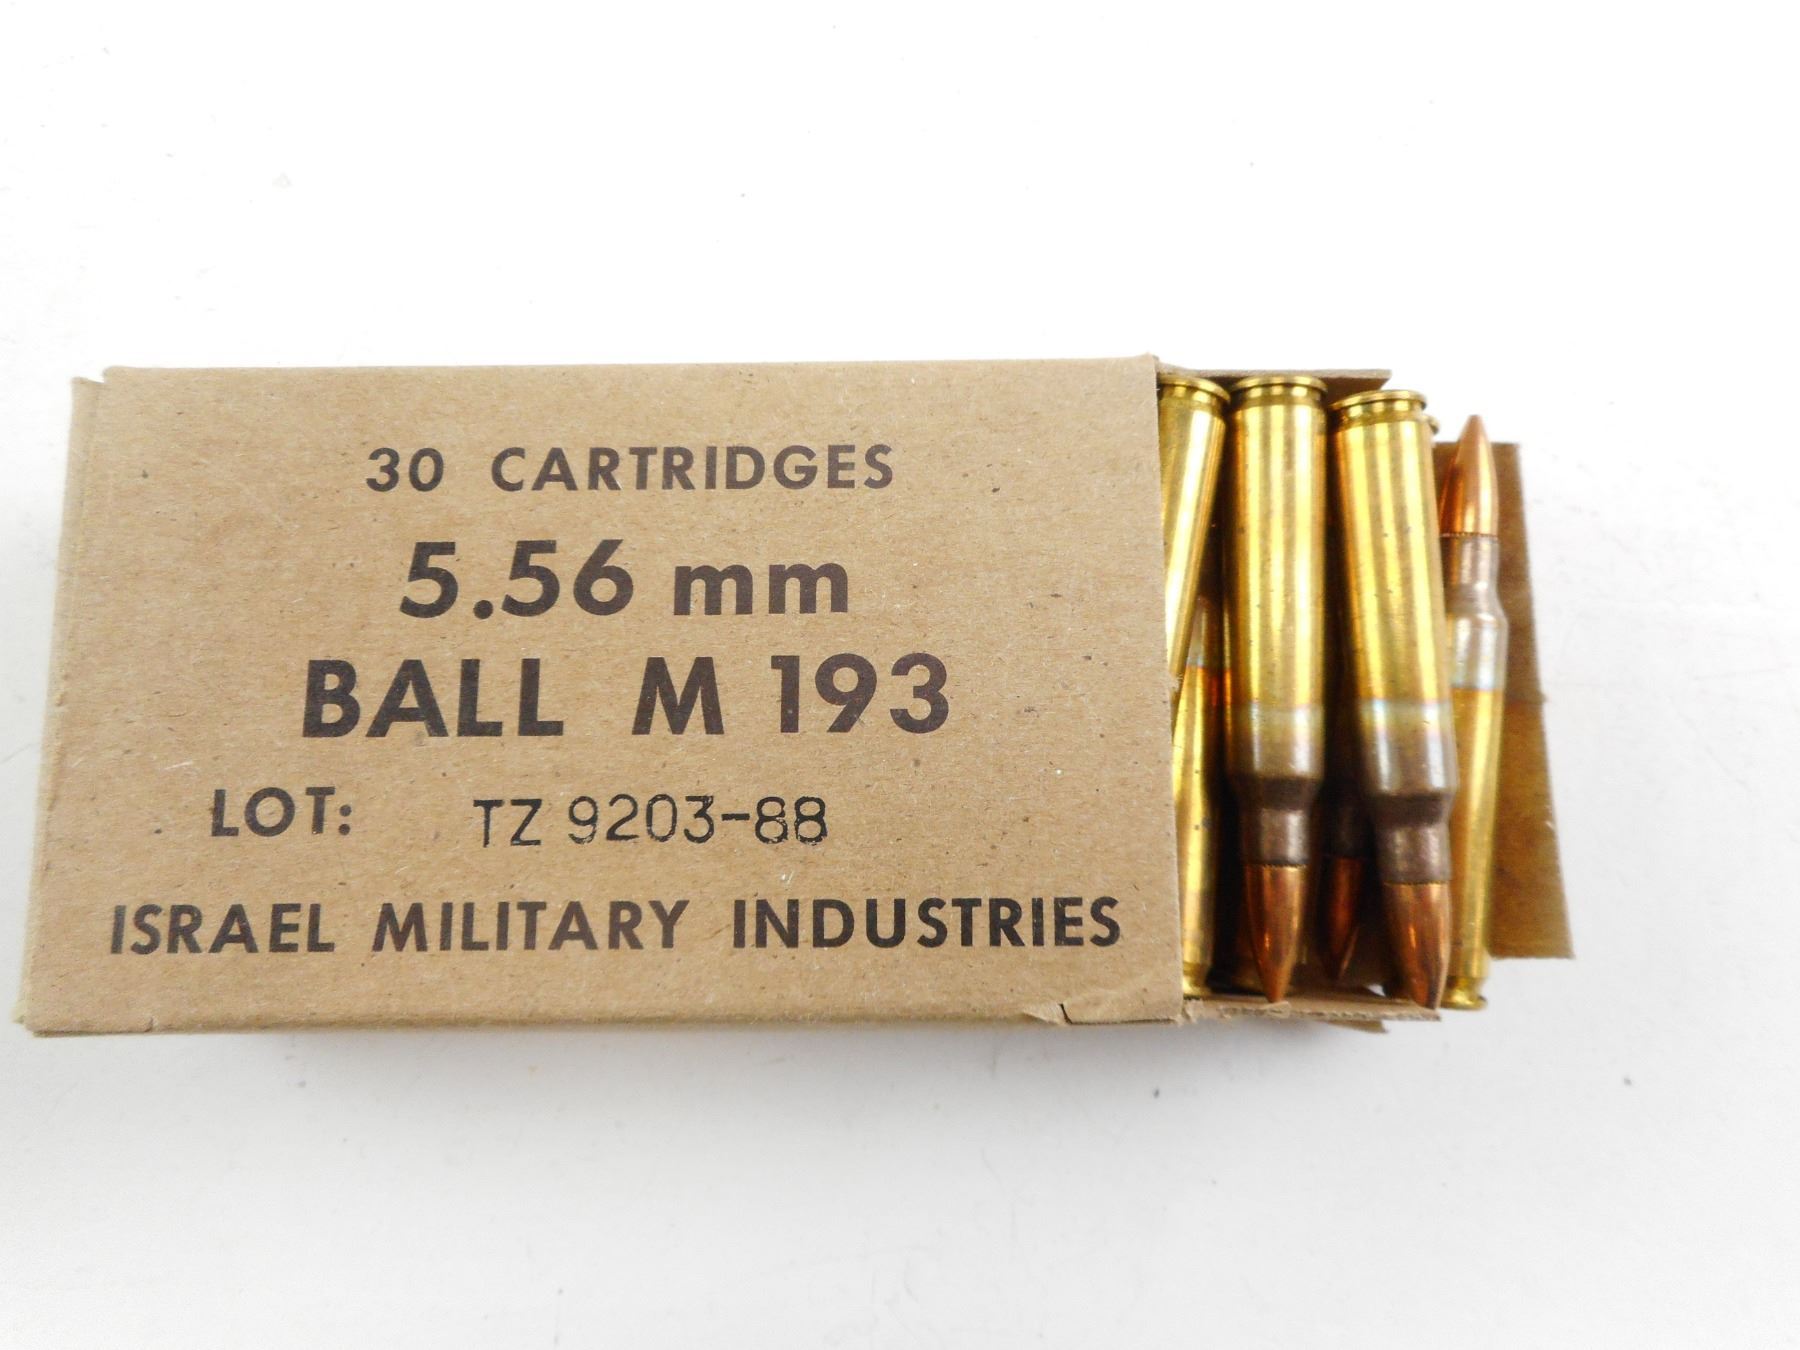 30 CARTRIDGES
5.56 mm
BALL M 193
LOT: TZ 9203-88
ISRAEL MILITARY INDUSTRIES